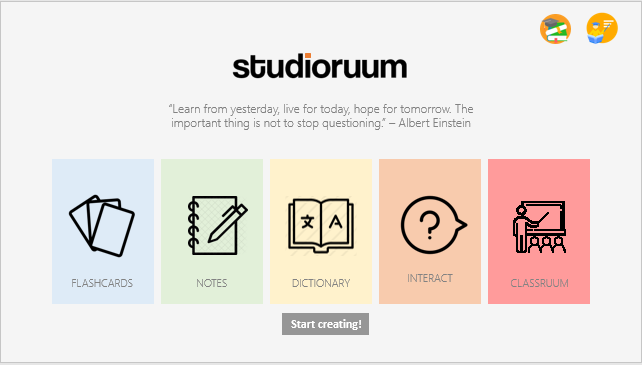 studioruum
“Learn from yesterday, live for today, hope for tomorrow. The
important thing is not to stop questioning.” – Albert Einstein
文 A
?
FLASHCARDS
NOTES
DICTIONARY
INTERACT
CLASSRUUM
Start creating!